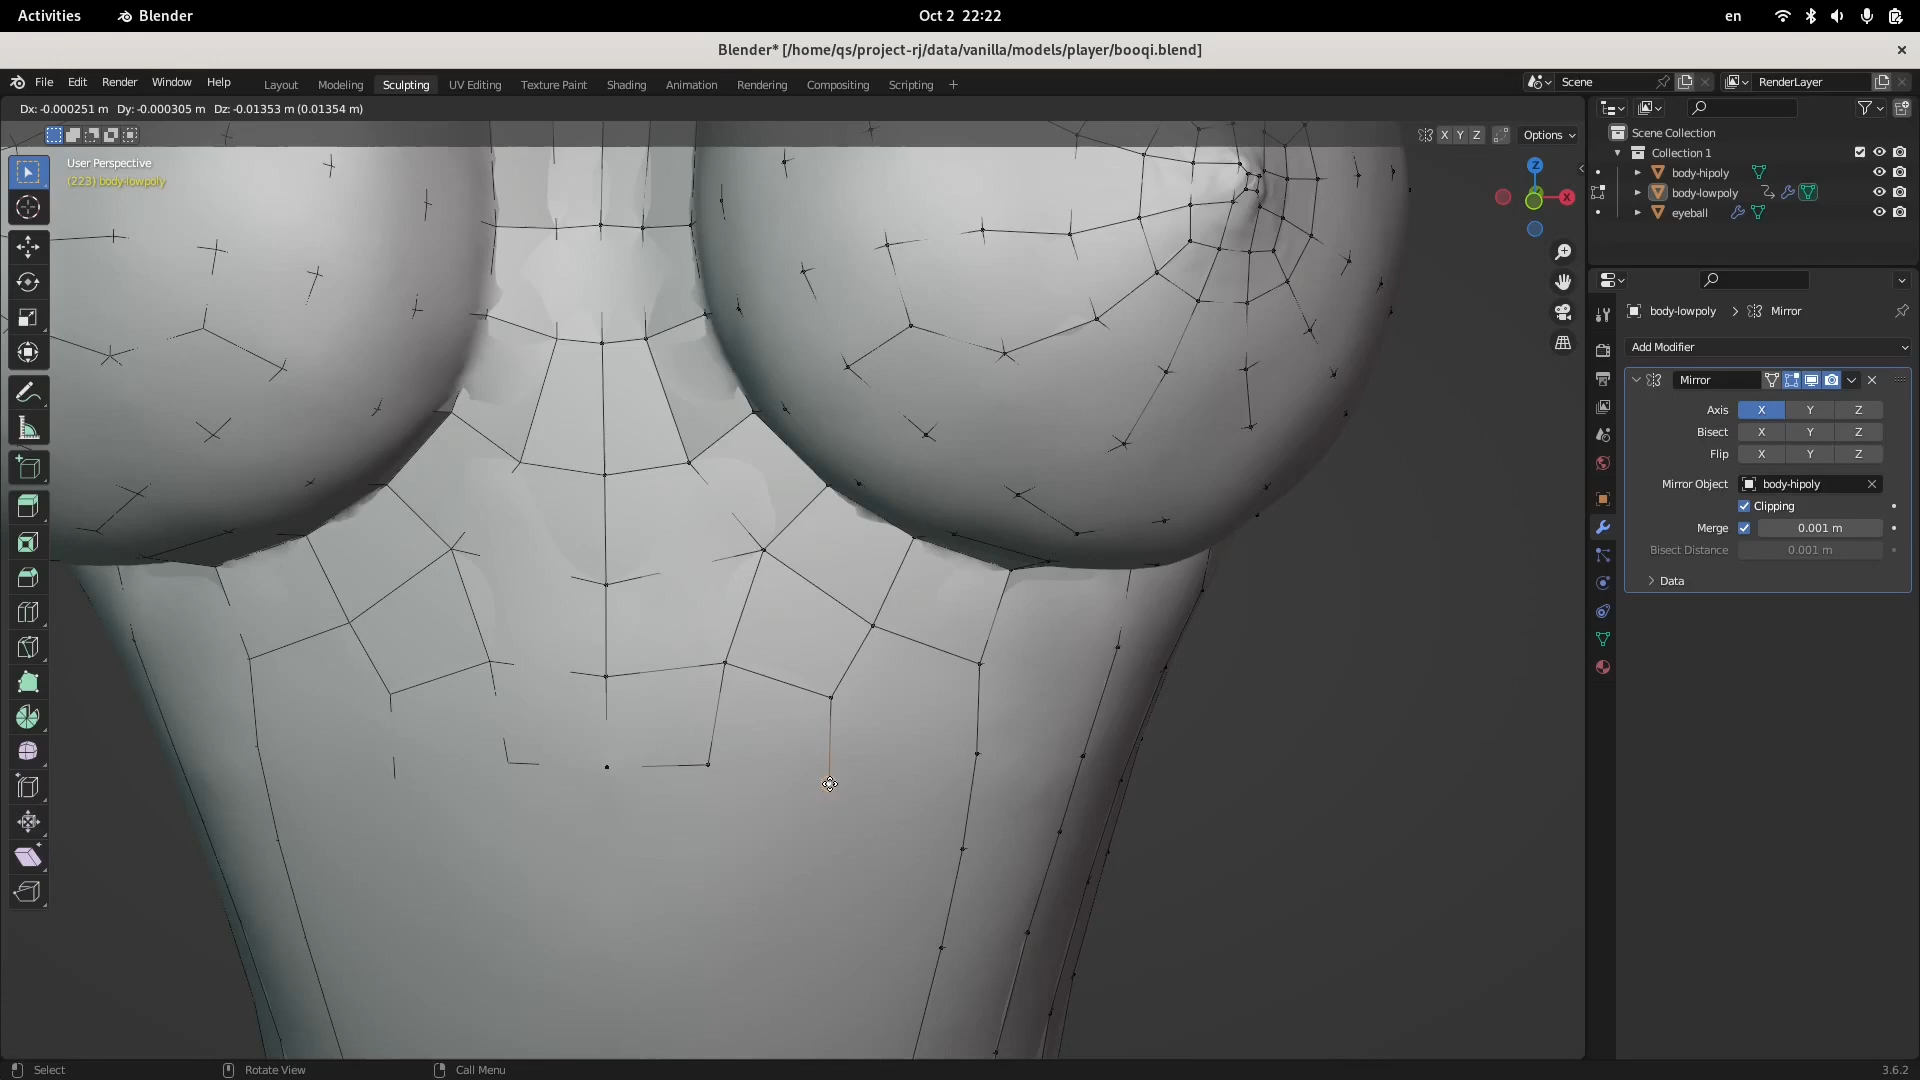 Activities
Blender
Oct 2 22:22
en
Blender* [/home/qs/project-rj/data/vanilla/models/player/booqi.blend]
File Edit Render Window Help
Layout Modeling Sculpting UV Editing Texture Paint Shading Animation Rendering Compositing Scripting
Scene
RenderLayer
Dx: -0.000251 m Dy: -0.000305 m Dz: -0.01353 m (0.01354 m)
X Y Z
Options
User Perspective
(223) body-lowpoly
Z
X
Scene Collection
Collection 1
body-hipoly
body-lowpoly
eyeball
body-lowpoly > Mirror
Add Modifier
Mirror
Axis X Y Z
Bisect X Y Z
Flip X Y Z
Mirror Object body-hipoly
Clipping
Merge 0.001 m
Bisect Distance 0.001 m
Data
Select
Rotate View
Call Menu
3.6.2